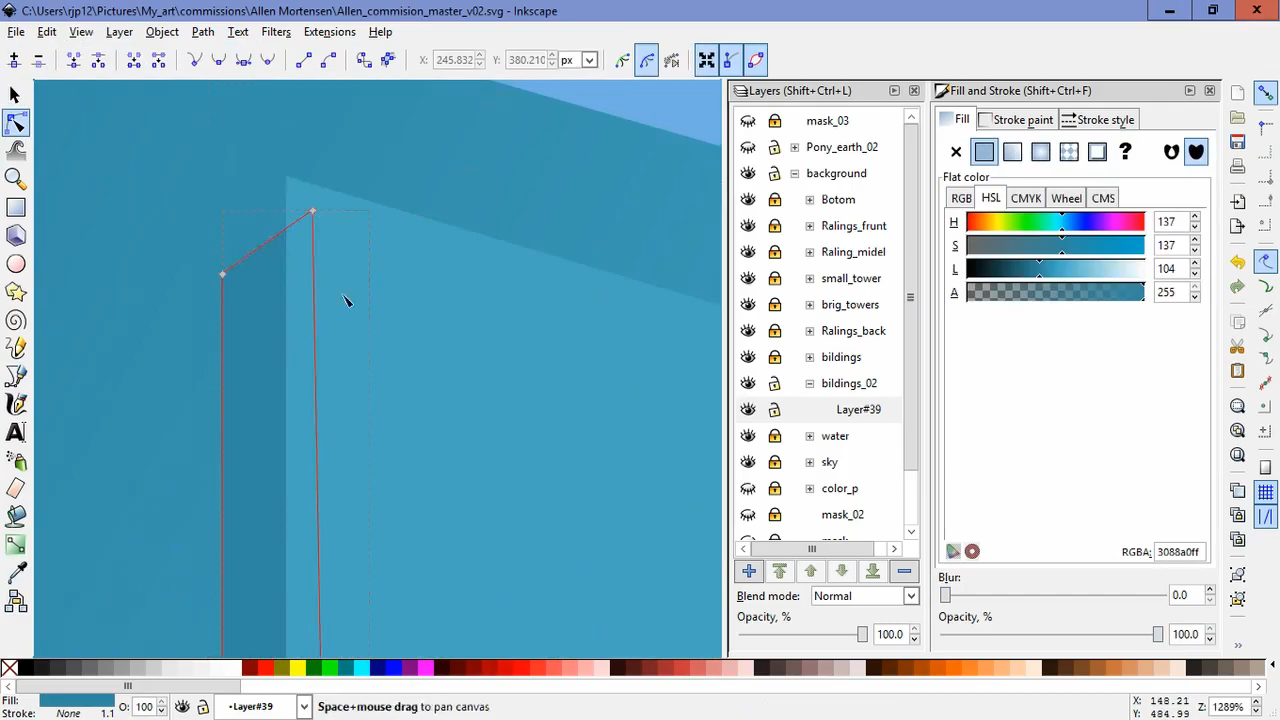 C:\Users\rjp12\Pictures\My_art\commissions\Allen Mortensen\Allen_commision_master_v02.svg - Inkscape
File Edit View Layer Object Path Text Filters Extensions Help
X: 245.832 Y: 380.210 px
Layers (Shift+Ctrl+L)
Fill and Stroke (Shift+Ctrl+F)
mask_03
Pony_earth_02
background
Botom
Ralings_frunt
Raling_midel
small_tower
brig_towers
Ralings_back
bildings
bildings_02
Layer#39
water
sky
color_p
mask_02
Blend mode: Normal
Opacity, %
100.0
Fill Stroke paint Stroke style
?
Flat color
RGB HSL CMYK Wheel CMS
H 137
S 137
L 104
A 255
RGBA: 3088a0ff
Blur:
0.0
Opacity, %
100.0
Fill:
Stroke: None 1.1
O: 100
•Layer#39
Space+mouse drag to pan canvas
X: 148.21
Y: 484.99
Z: 1289%